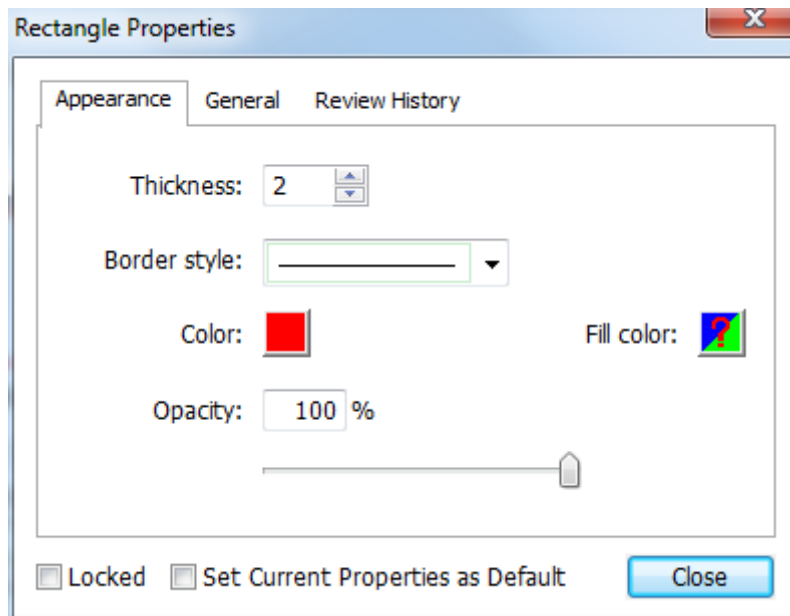 Rectangle Properties
Appearance General Review History
Thickness: 2
Border style:
Color: Fill color: ?
Opacity: 100 %
Locked Set Current Properties as Default Close